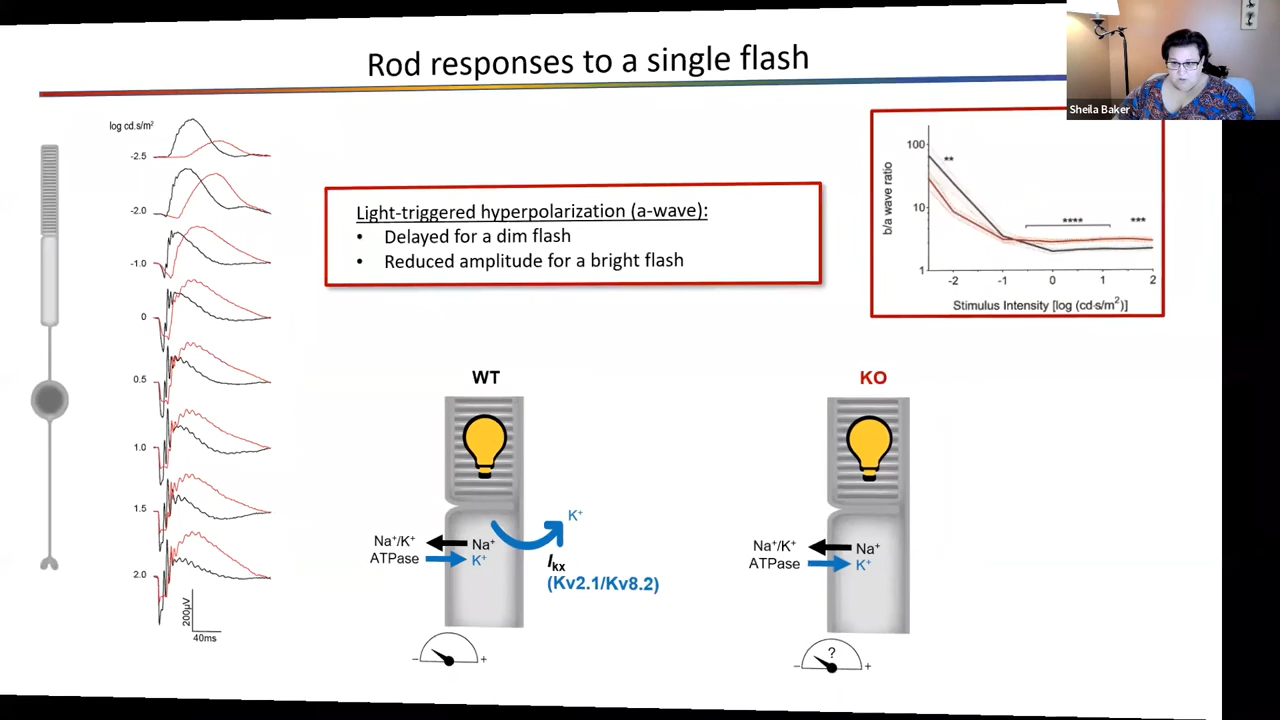 Rod responses to a single flash
Sheila Baker
log cd.s/m²
-2.5
-2.0
-1.0
0
0.5
1.0
1.5
2.0
200µV
40ms
Light-triggered hyperpolarization (a-wave):
• Delayed for a dim flash
• Reduced amplitude for a bright flash
b/a wave ratio
100
10
1
**
****
***
-2 -1 0 1 2
Stimulus Intensity [log (cd·s/m²)]
WT
K⁺
Na⁺/K⁺
ATPase
Na⁺
K⁺
Ikx
(Kv2.1/Kv8.2)
- +
KO
Na⁺/K⁺
ATPase
Na⁺
K⁺
?
- +